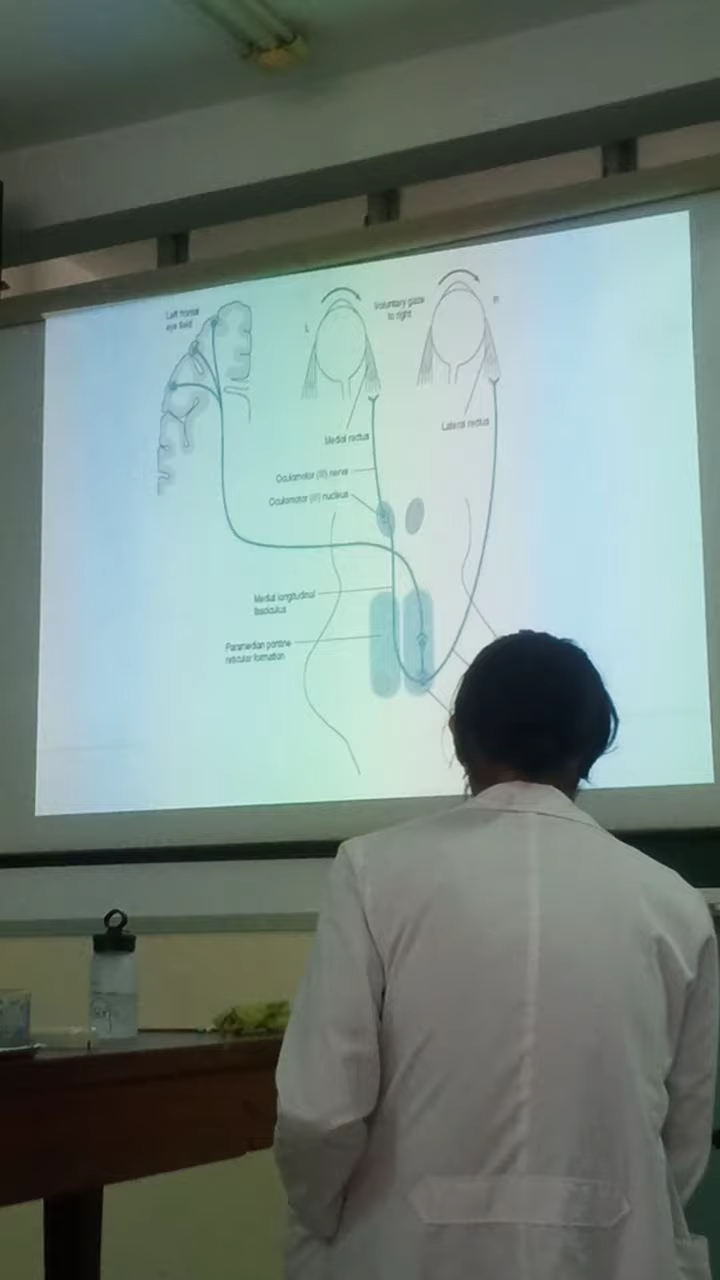 Left frontal
eye field
L
Voluntary gaze
to right
R
Medial rectus
Lateral rectus
Oculomotor (III) nerve
Oculomotor (III) nucleus
Medial longitudinal
fasciculus
Paramedian pontine
reticular formation